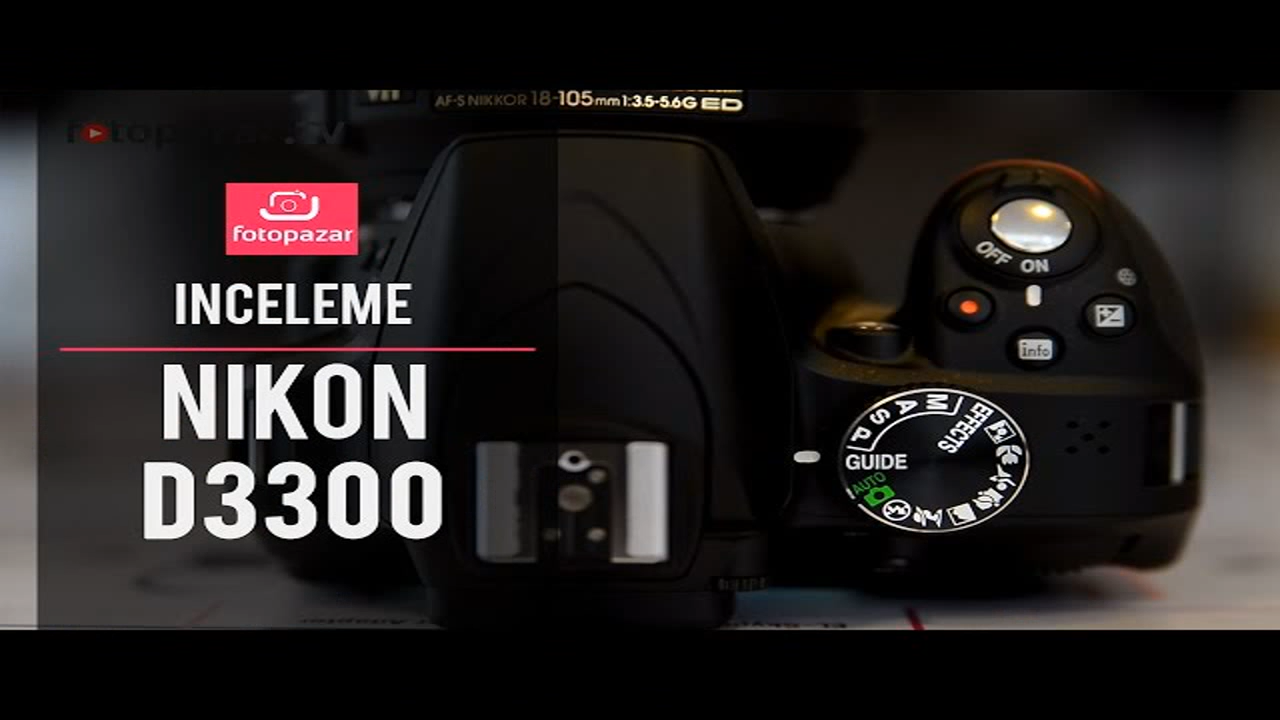 AF-S NIKKOR 18-105mm 1:3.5-5.6G ED
fotopazar
INCELEME
NIKON
D3300
OFF ON
info
M
A
S
P
EFFECTS
GUIDE
AUTO